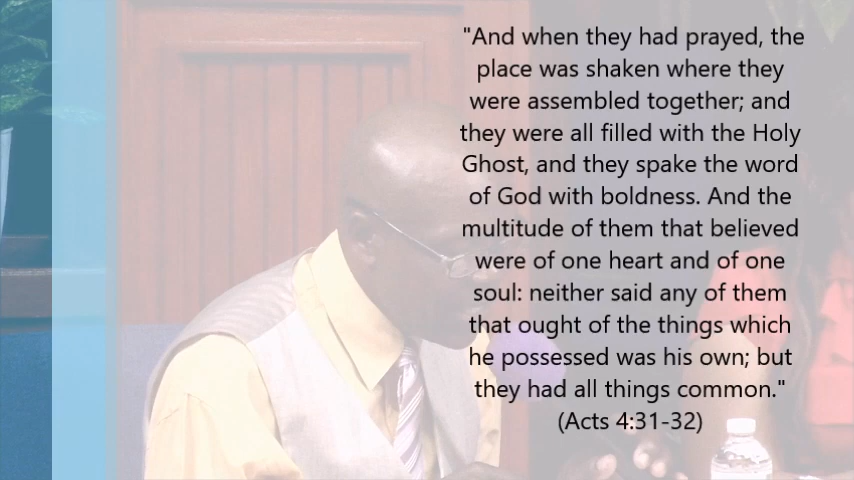 "And when they had prayed, the
place was shaken where they
were assembled together; and
they were all filled with the Holy
Ghost, and they spake the word
of God with boldness. And the
multitude of them that believed
were of one heart and of one
soul: neither said any of them
that ought of the things which
he possessed was his own; but
they had all things common."
(Acts 4:31-32)